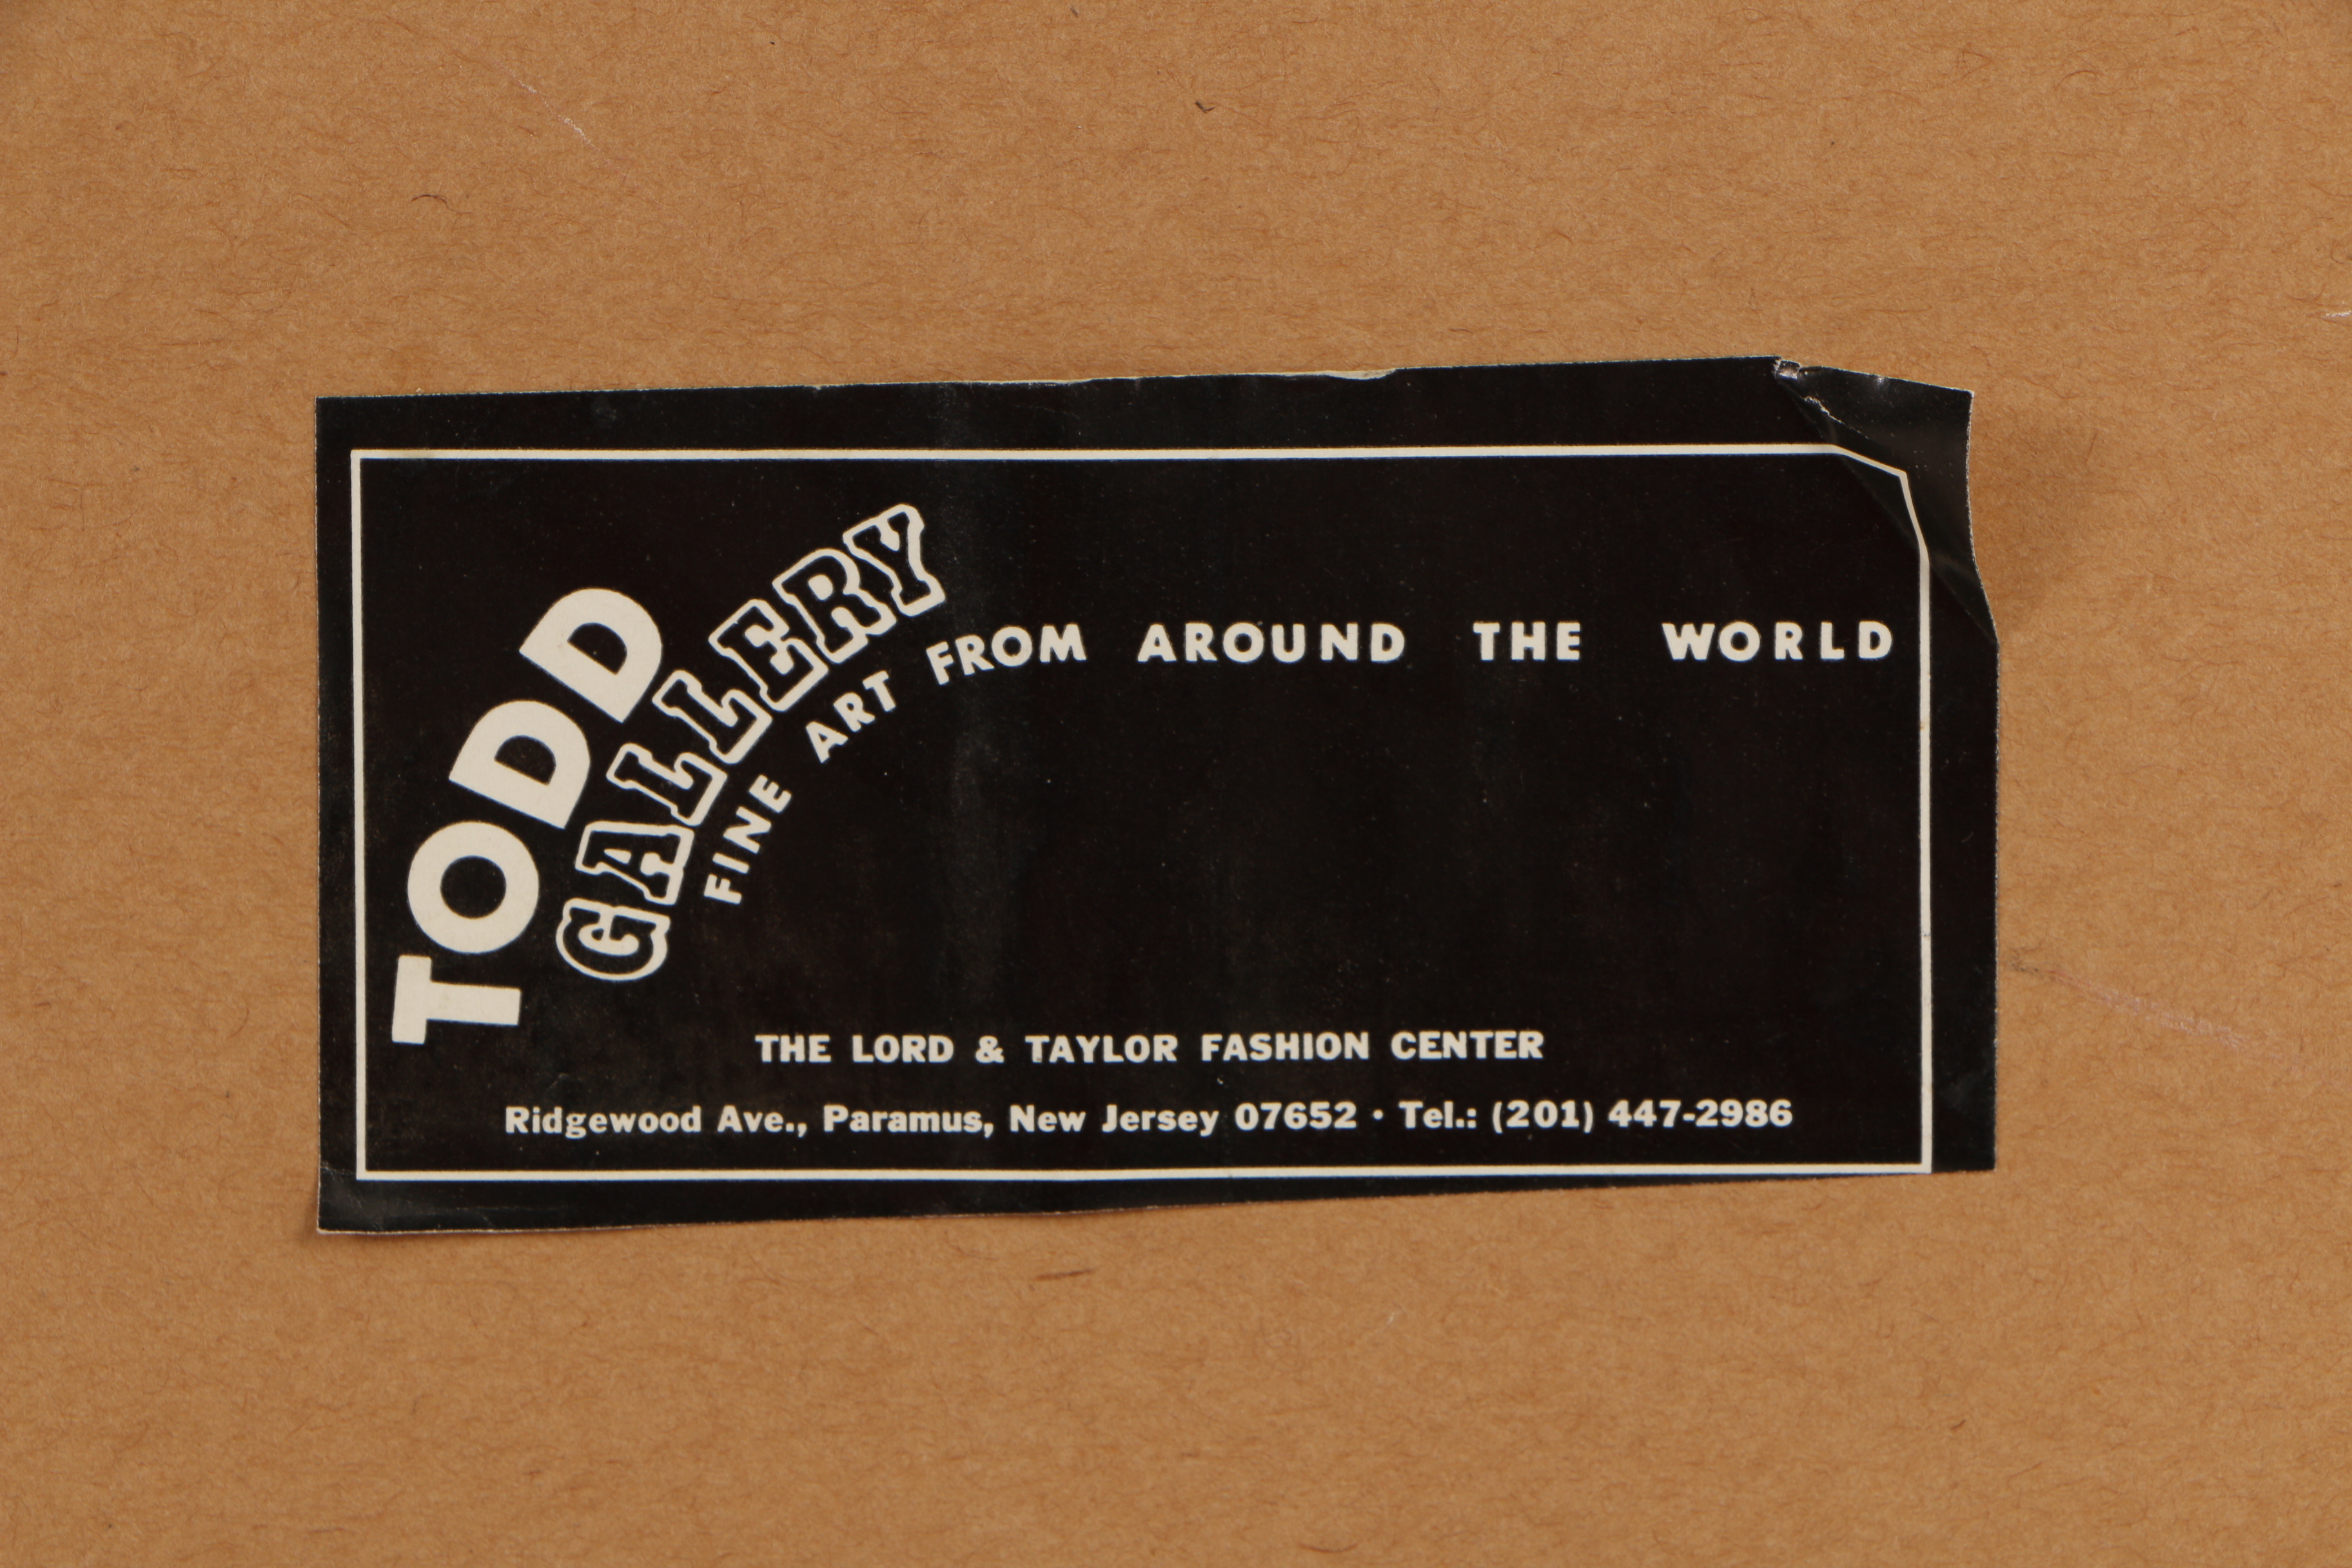 TODD
GALLERY
FINE ART FROM AROUND THE WORLD
THE LORD & TAYLOR FASHION CENTER
Ridgewood Ave., Paramus, New Jersey 07652 • Tel.: (201) 447-2986